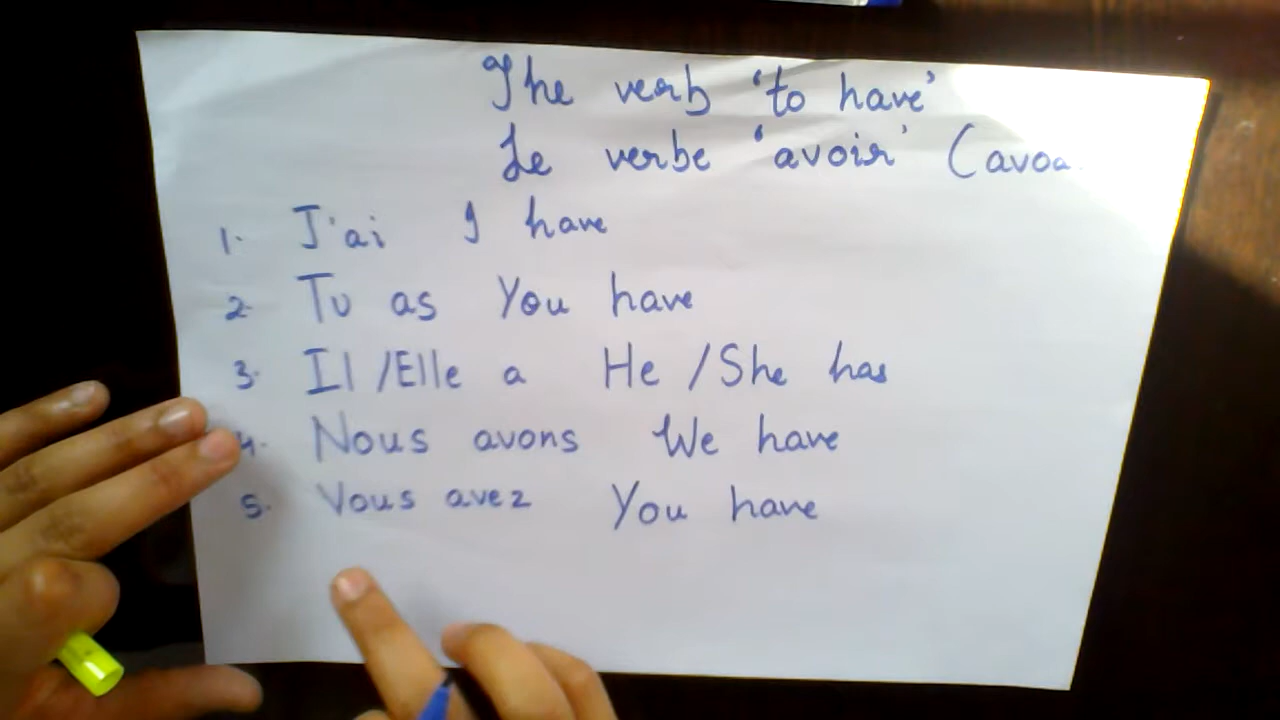 The verb 'to have'
Le verbe 'avoir' (avoa
1. J'ai I have
2. Tu as You have
3. Il/Elle a He/She has
4. Nous avons We have
5. Vous avez You have